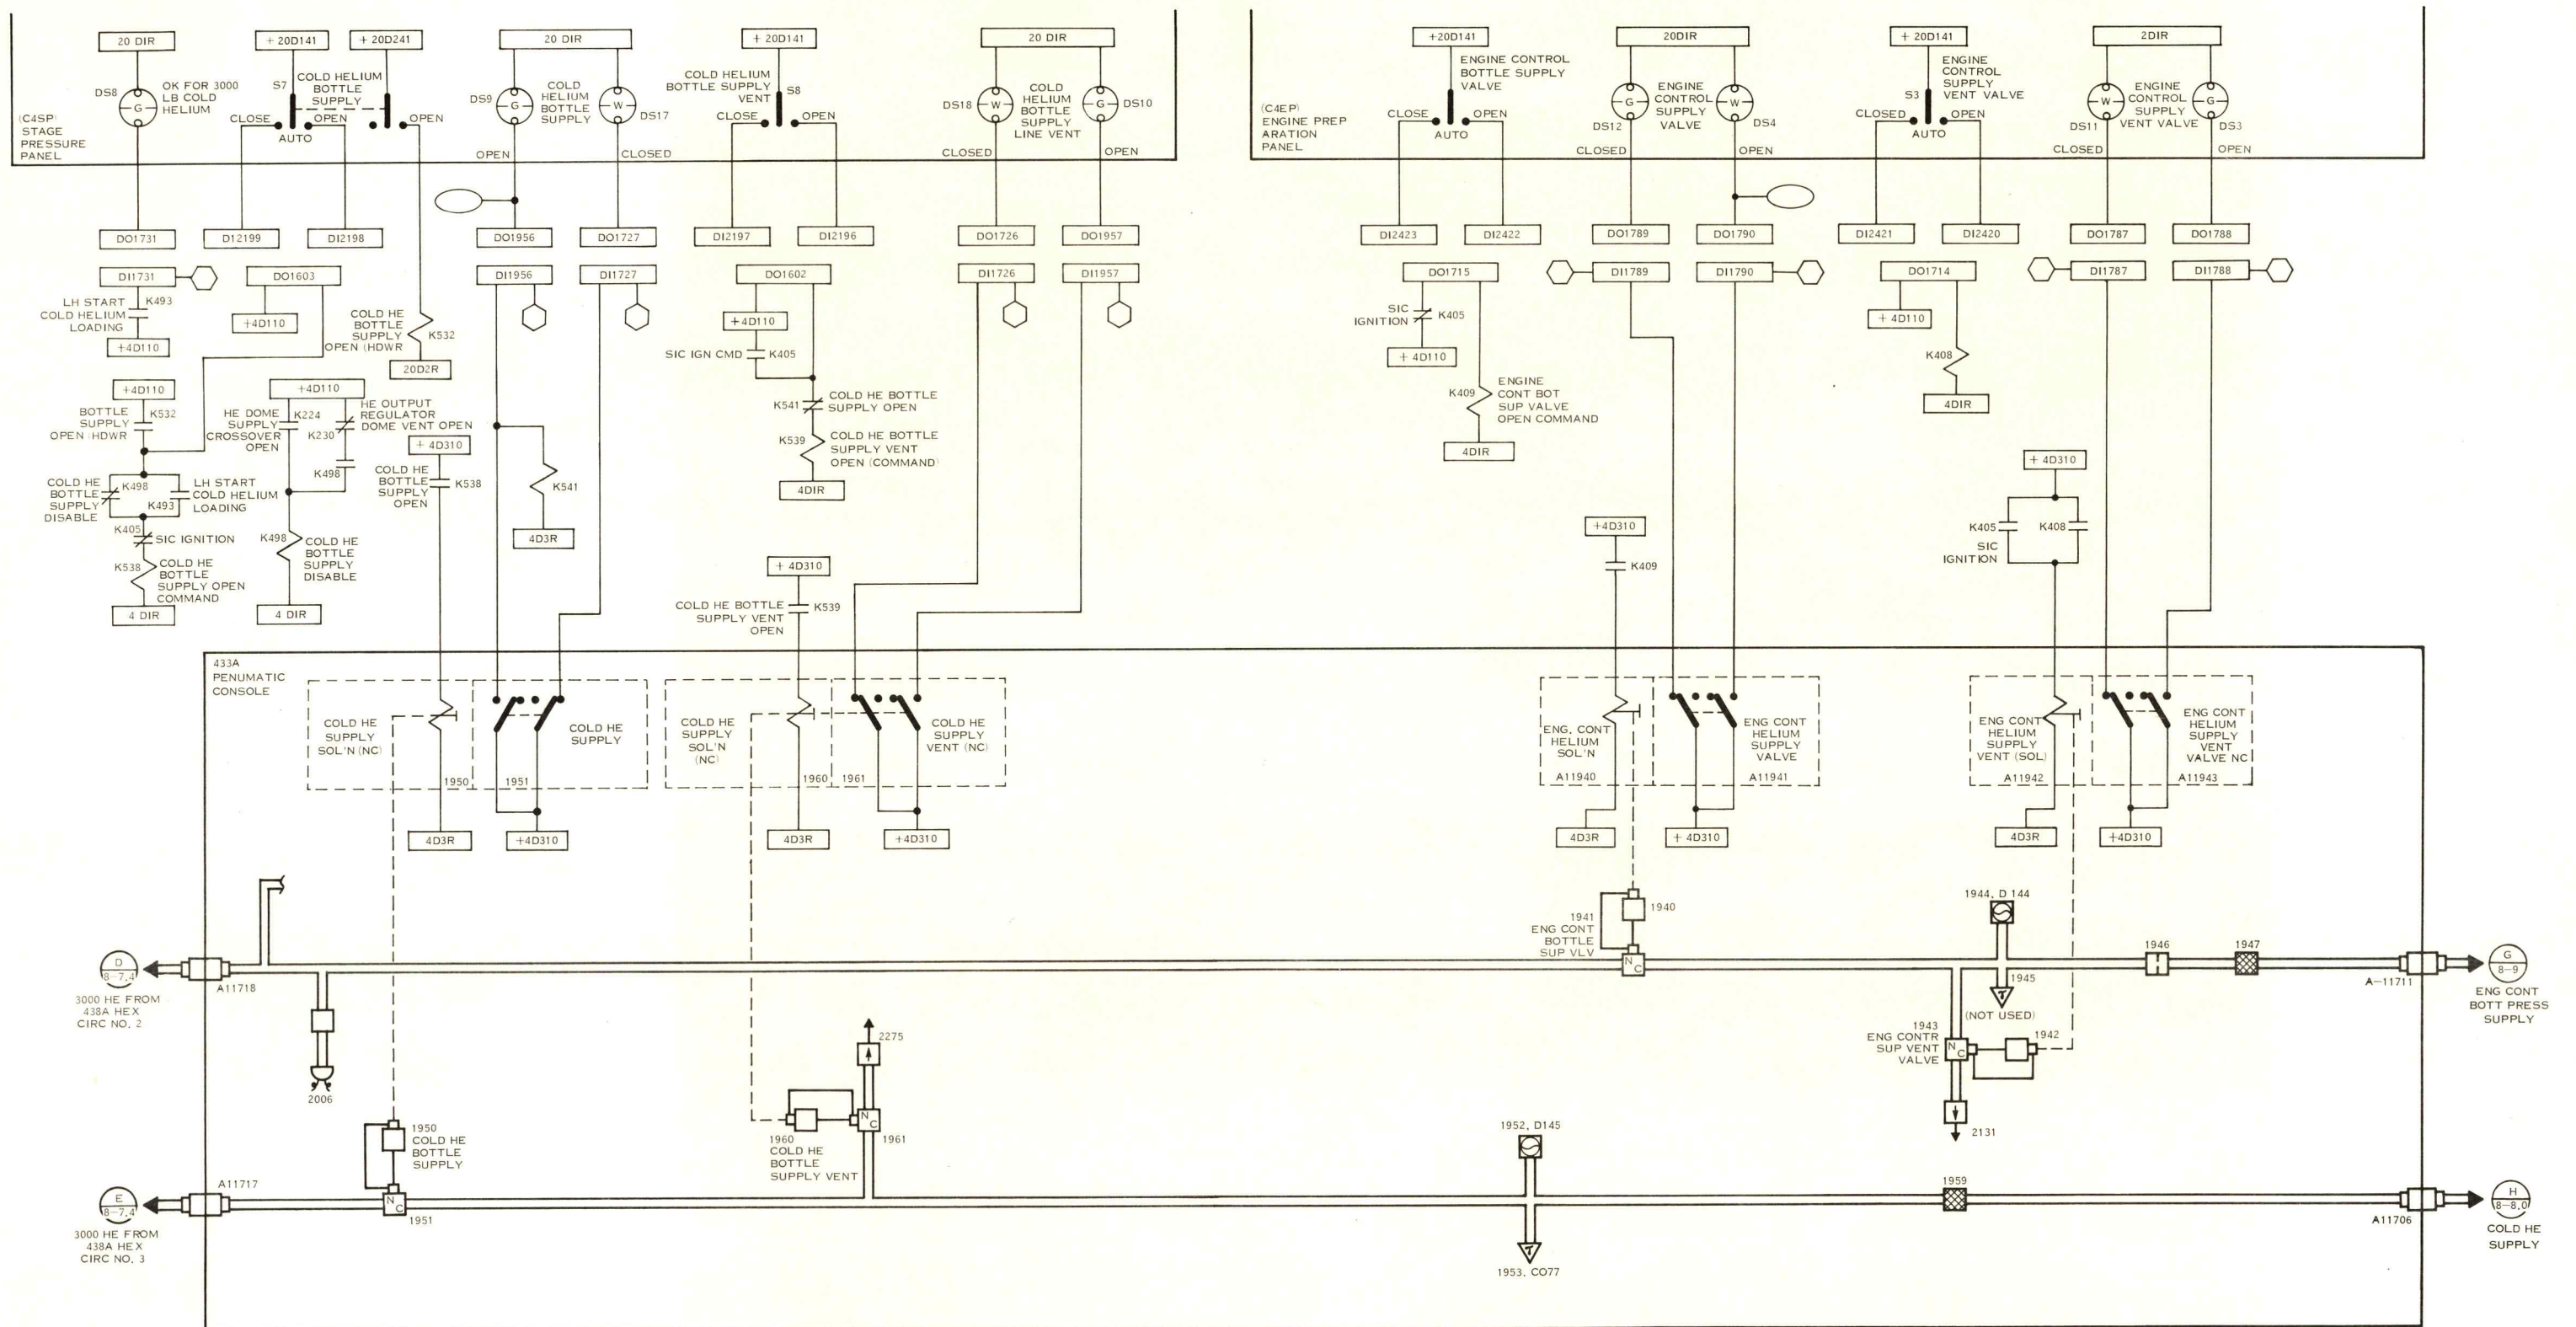 (C4SP)
STAGE
PRESSURE
PANEL
20 DIR
DS8
G
OK FOR 3000
LB COLD
HELIUM
+ 20D141
+ 20D241
S7
COLD HELIUM
BOTTLE
SUPPLY
CLOSE
OPEN
AUTO
OPEN
20 DIR
DS9
G
COLD
HELIUM
BOTTLE
SUPPLY
W
DS17
OPEN
CLOSED
+ 20D141
COLD HELIUM
BOTTLE SUPPLY
VENT
S8
CLOSE
OPEN
AUTO
20 DIR
DS18
W
COLD
HELIUM
BOTTLE
SUPPLY
LINE VENT
G
DS10
CLOSED
OPEN
(C4EP)
ENGINE PREP
ARATION
PANEL
+20D141
ENGINE CONTROL
BOTTLE SUPPLY
VALVE
CLOSE
OPEN
AUTO
20DIR
G
DS12
ENGINE
CONTROL
SUPPLY
VALVE
W
DS4
CLOSED
OPEN
+ 20D141
ENGINE
CONTROL
SUPPLY
VENT VALVE
S3
CLOSED
OPEN
AUTO
2DIR
W
DS11
ENGINE
CONTROL
SUPPLY
VENT VALVE
G
DS3
CLOSED
OPEN
DO1731
D12199
DI2198
DO1956
DO1727
DI2197
DI2196
DO1726
DO1957
DI2423
DI2422
DO1789
DO1790
DI2421
DI2420
DO1787
DO1788
DI1731
DO1603
DI1956
DI1727
DO1602
DI1726
DI1957
DO1715
DI1789
DI1790
DO1714
DI1787
DI1788
LH START
COLD HELIUM
LOADING
K493
+4D110
+4D110
COLD HE
BOTTLE
SUPPLY
OPEN (HDWR
K532
20D2R
+4D110
BOTTLE
SUPPLY
OPEN (HDWR
K532
COLD HE
BOTTLE
SUPPLY
DISABLE
K498
K493
LH START
COLD HELIUM
LOADING
K405
SIC IGNITION
K538
COLD HE
BOTTLE
SUPPLY OPEN
COMMAND
4 DIR
+4D110
HE DOME
SUPPLY
CROSSOVER
OPEN
K224
K230
HE OUTPUT
REGULATOR
DOME VENT OPEN
K498
K498
COLD HE
BOTTLE
SUPPLY
DISABLE
4 DIR
+ 4D310
COLD HE
BOTTLE
SUPPLY
OPEN
K538
K541
4D3R
+4D110
SIC IGN CMD
K405
K541
COLD HE BOTTLE
SUPPLY OPEN
K539
COLD HE BOTTLE
SUPPLY VENT
OPEN (COMMAND)
4DIR
+ 4D310
COLD HE BOTTLE
SUPPLY VENT
OPEN
K539
SIC
IGNITION
K405
+ 4D110
K409
ENGINE
CONT BOT
SUP VALVE
OPEN COMMAND
4DIR
+4D310
K409
+ 4D110
K408
4DIR
+ 4D310
K405
K408
SIC
IGNITION
433A
PENUMATIC
CONSOLE
COLD HE
SUPPLY
SOL'N (NC)
1950
1951
COLD HE
SUPPLY
COLD HE
SUPPLY
SOL'N
(NC)
1960
1961
COLD HE
SUPPLY
VENT (NC)
ENG. CONT
HELIUM
SOL'N
A11940
ENG CONT
HELIUM
SUPPLY
VALVE
A11941
ENG CONT
HELIUM
SUPPLY
VENT (SOL)
A11942
ENG CONT
HELIUM
SUPPLY
VENT
VALVE NC
A11943
4D3R
+4D310
4D3R
+4D310
4D3R
+ 4D310
4D3R
+4D310
D
8-7.4
3000 HE FROM
438A HEX
CIRC NO. 2
A11718
2006
1941
ENG CONT
BOTTLE
SUP VLV
1940
N
C
1944, D 144
1945
(NOT USED)
1946
1947
A-11711
G
8-9
ENG CONT
BOTT PRESS
SUPPLY
1943
ENG CONTR
SUP VENT
VALVE
N
C
1942
2131
2275
1960
COLD HE
BOTTLE
SUPPLY VENT
N
C
1961
1950
COLD HE
BOTTLE
SUPPLY
E
8-7.4
3000 HE FROM
438A HEX
CIRC NO. 3
A11717
N
C
1951
1952, D145
1953, CO77
1959
A11706
H
8-8.0
COLD HE
SUPPLY